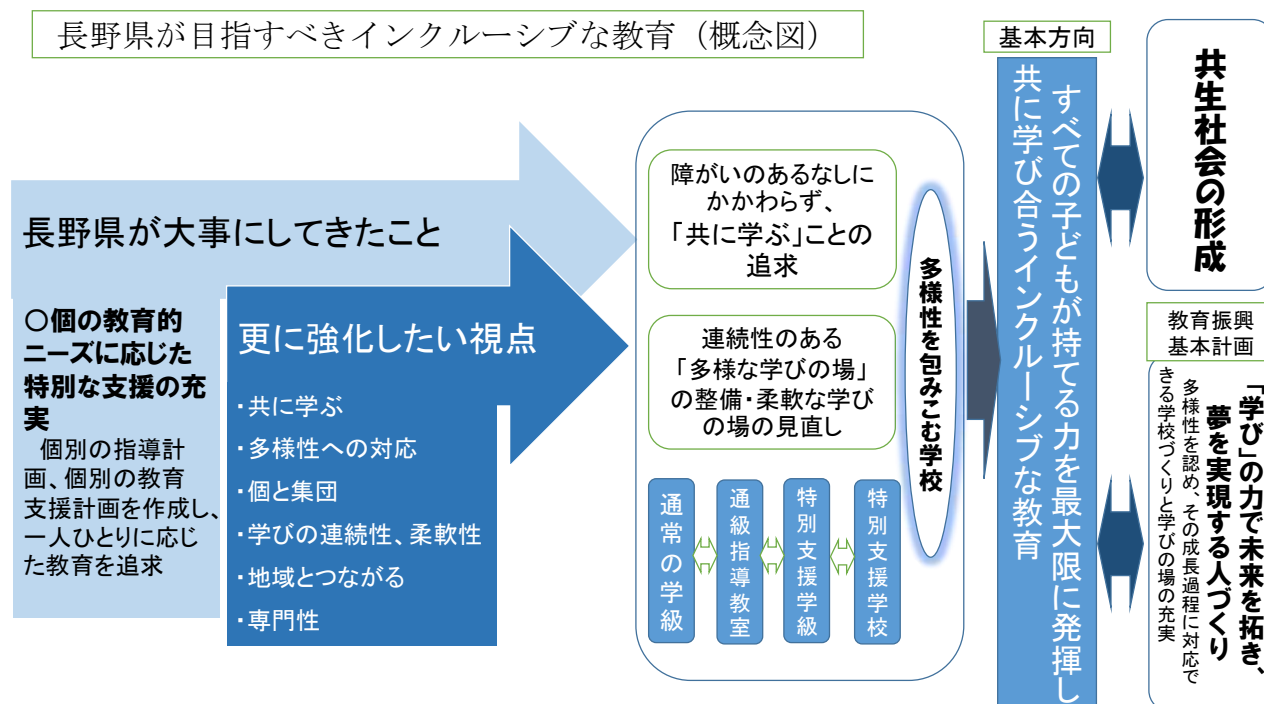 長野県が目指すべきインクルーシブな教育（概念図）
長野県が大事にしてきたこと
○個の教育的
ニーズに応じた
特別な支援の充
実
個別の指導計
画、個別の教育
支援計画を作成し、
一人ひとりに応じ
た教育を追求
更に強化したい視点
・共に学ぶ
・多様性への対応
・個と集団
・学びの連続性、柔軟性
・地域とつながる
・専門性
障がいのあるなしに
かかわらず、
「共に学ぶ」ことの
追求
連続性のある
「多様な学びの場」
の整備・柔軟な学び
の場の見直し
通常の学級
通級指導教室
特別支援学級
特別支援学校
多様性を包みこむ学校
基本方向
すべての子どもが持てる力を最大限に発揮し
共に学び合うインクルーシブな教育
共生社会の形成
教育振興
基本計画
「学び」の力で未来を拓き、
夢を実現する人づくり
多様性を認め、その成長過程に対応で
きる学校づくりと学びの場の充実